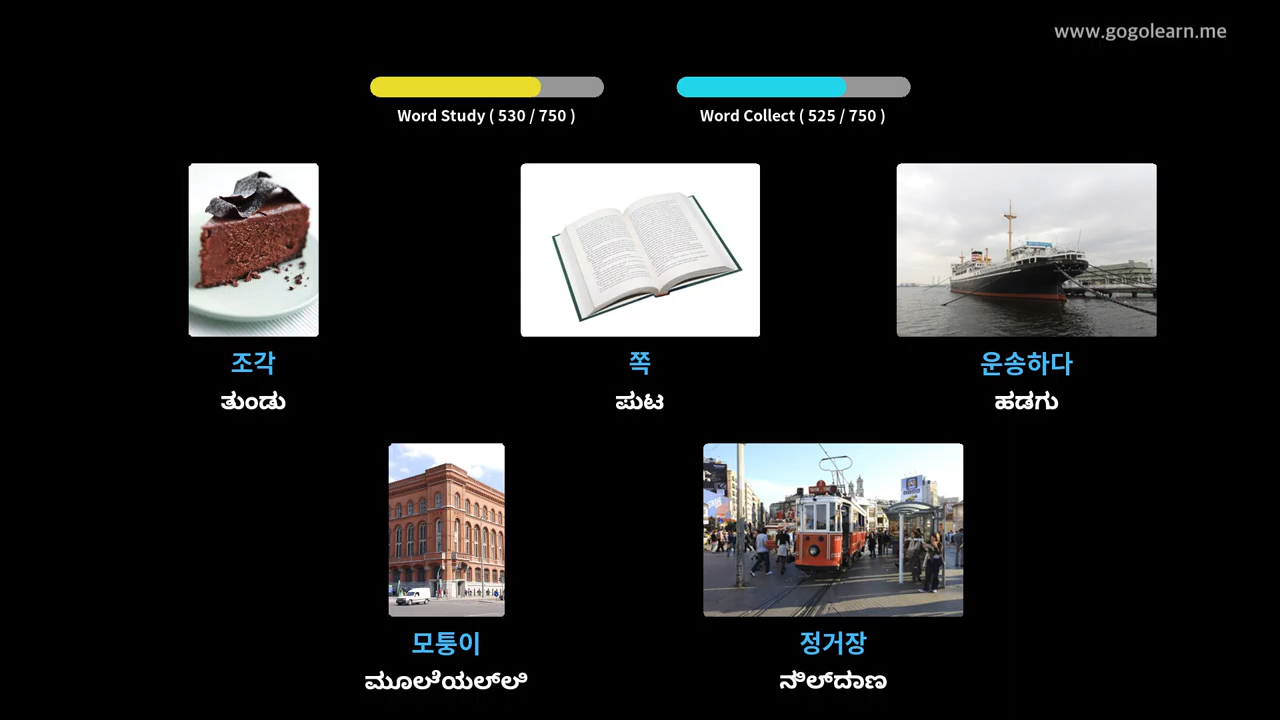 www.gogolearn.me
Word Study ( 530 / 750 )
Word Collect ( 525 / 750 )
조각
쪽
운송하다
ತುಂಡು
ಪುಟ
ಹಡಗು
모퉁이
정거장
ಮೂಲೆಯಲ್ಲಿ
ನಿಲ್ದಾಣ